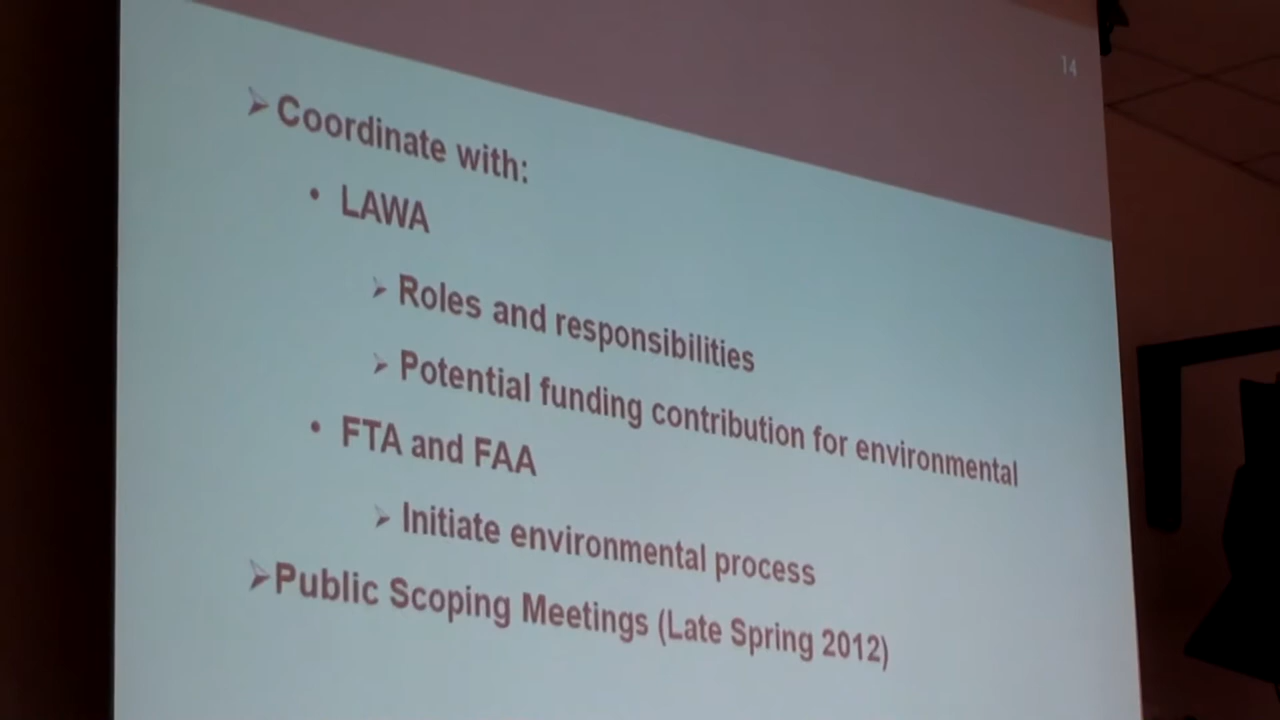 14
➢Coordinate with:
• LAWA
➢ Roles and responsibilities
➢ Potential funding contribution for environmental
• FTA and FAA
➢ Initiate environmental process
➢Public Scoping Meetings (Late Spring 2012)